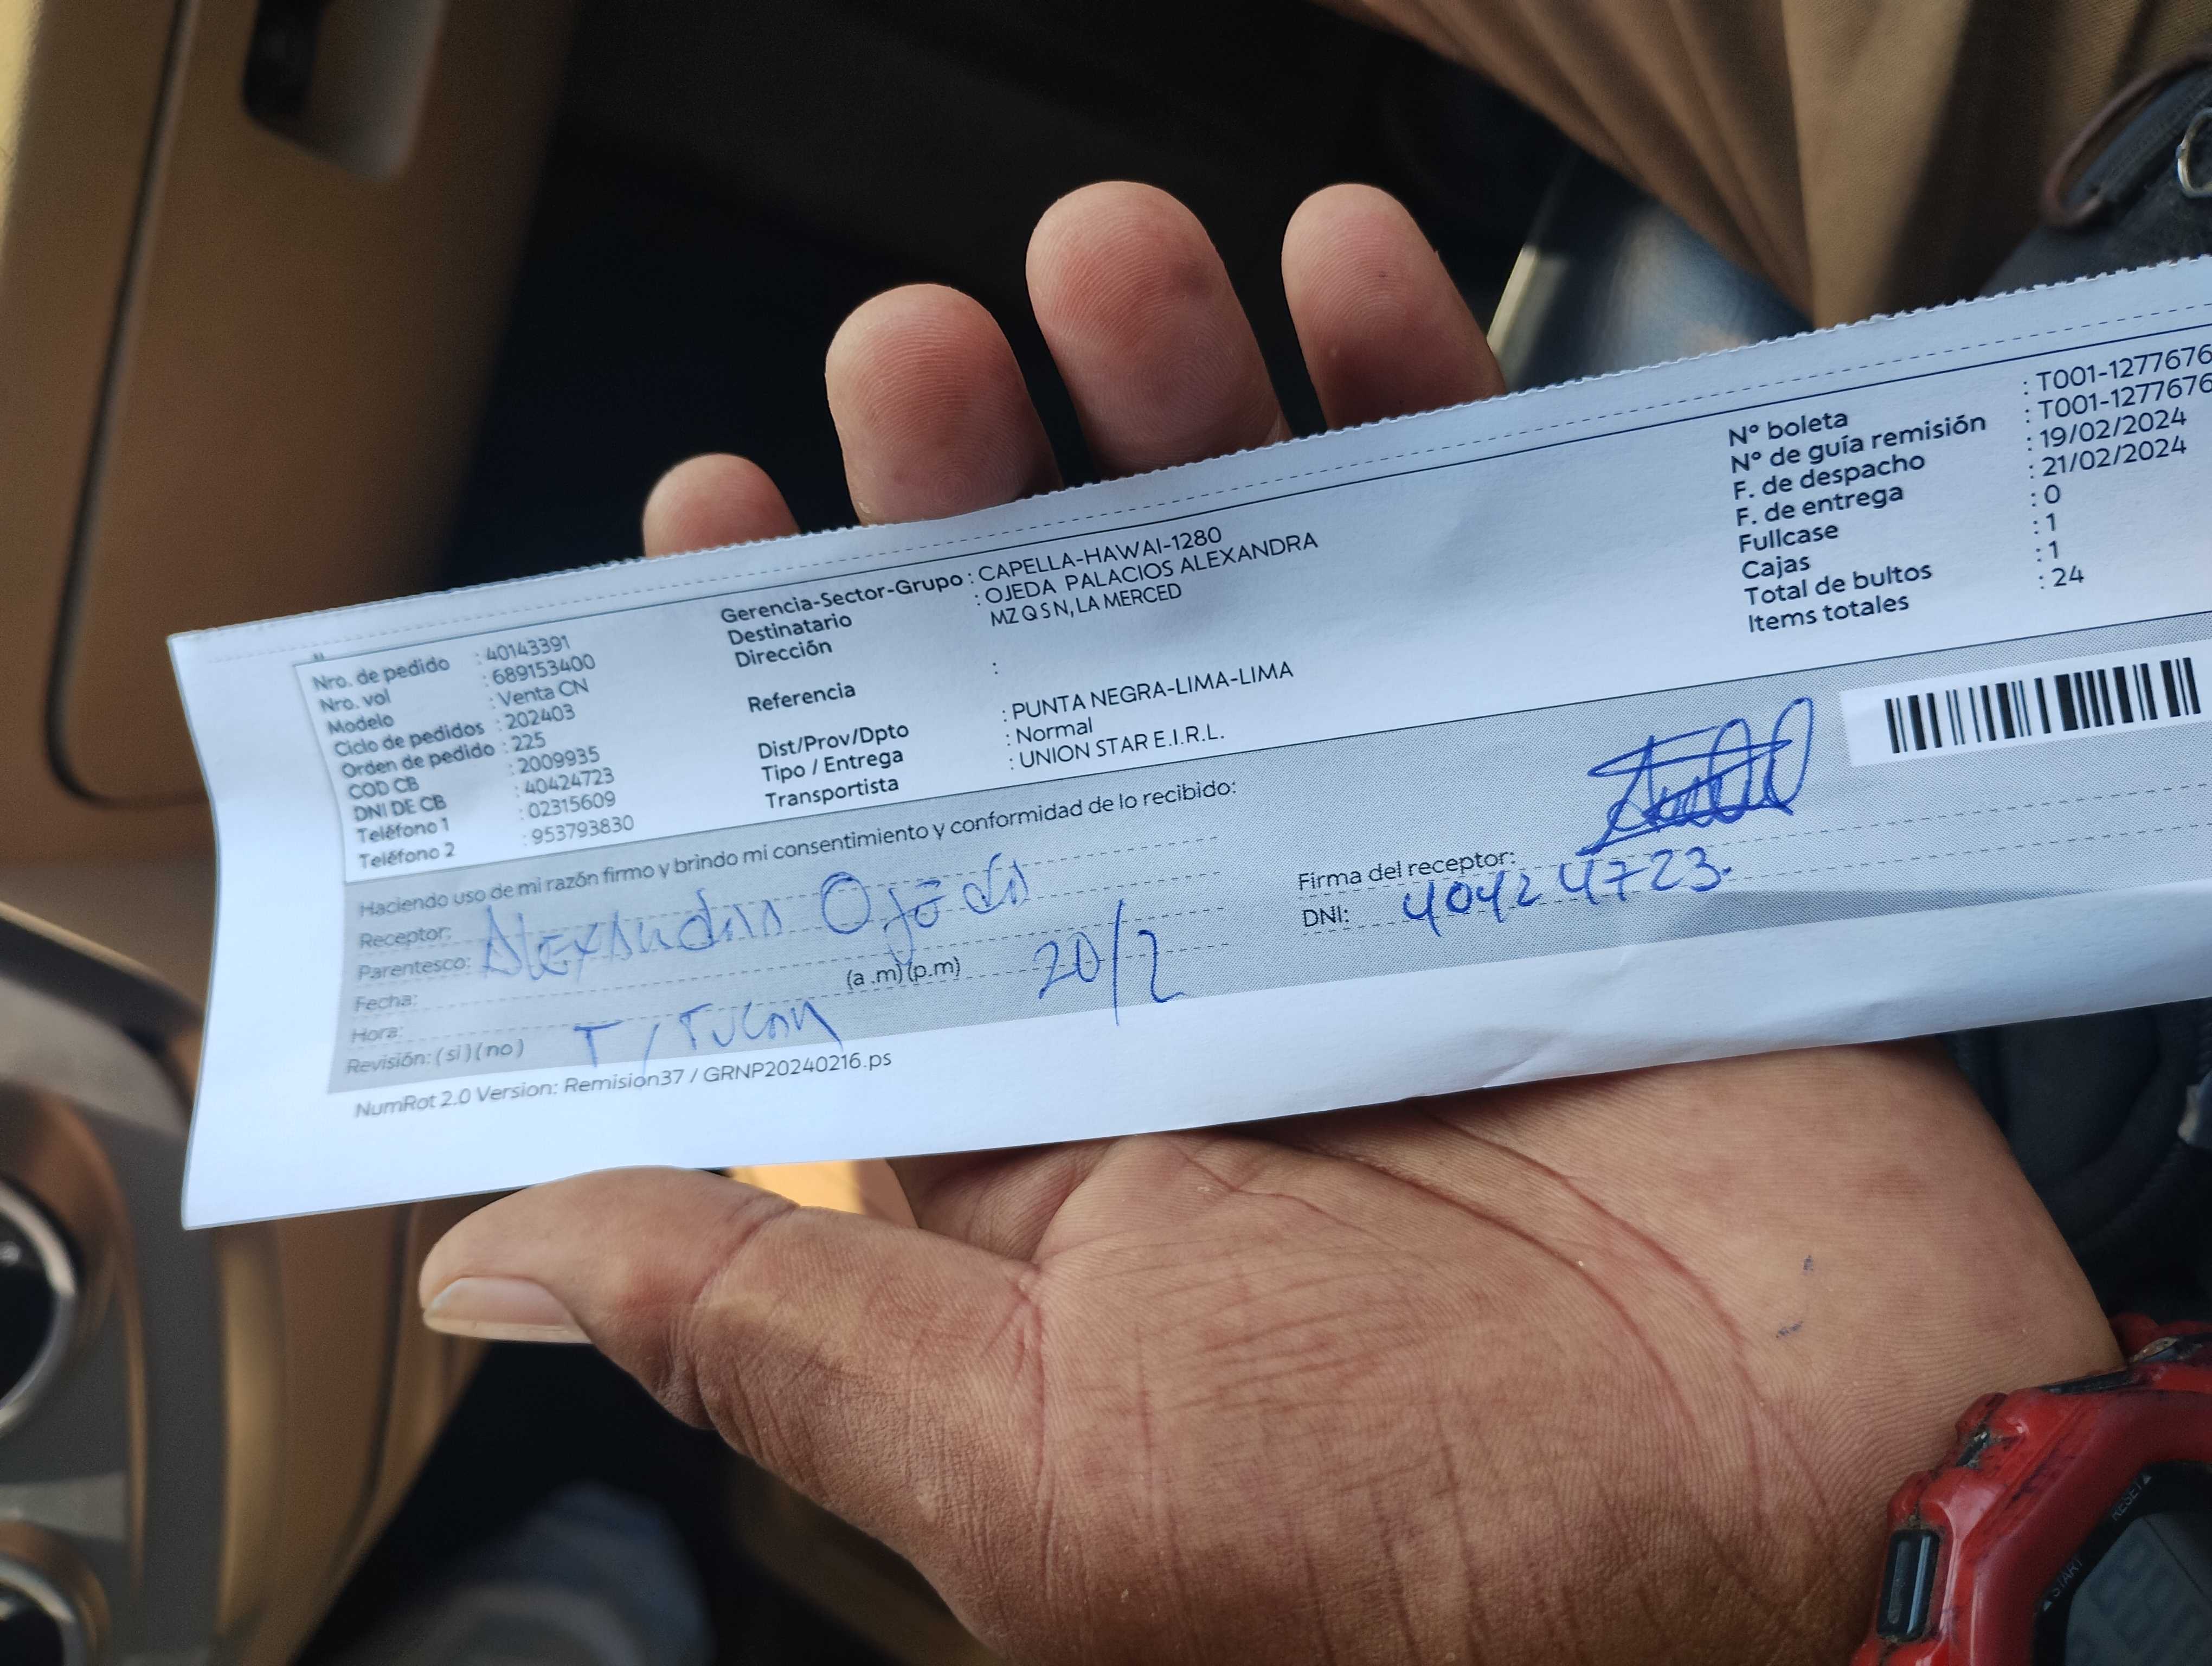 Nro. de pedido : 40143391
Nro. vol : 689153400
Modelo : Venta CN
Ciclo de pedidos : 202403
Orden de pedido : 225
COD CB : 2009935
DNI DE CB : 40424723
Teléfono 1 : 02315609
Teléfono 2 : 953793830
Gerencia-Sector-Grupo : CAPELLA-HAWAI-1280
Destinatario : OJEDA PALACIOS ALEXANDRA
Dirección MZ Q S N, LA MERCED
Referencia :
Dist/Prov/Dpto : PUNTA NEGRA-LIMA-LIMA
Tipo / Entrega : Normal
Transportista : UNION STAR E.I.R.L.
N° boleta : T001-1277676
N° de guía remisión : T001-1277676
F. de despacho : 19/02/2024
F. de entrega : 21/02/2024
Fullcase : 0
Cajas : 1
Total de bultos : 1
Items totales : 24
Haciendo uso de mi razón firmo y brindo mi consentimiento y conformidad de lo recibido:
Receptor: Alexandra Ojeda
Parentesco:
Fecha:
Hora: (a .m) (p.m) 20/2
Revisión: ( si ) ( no ) T /
Firma del receptor:
DNI: 40424723.
NumRot 2.0 Version: Remision37 / GRNP20240216.ps
RESET
START